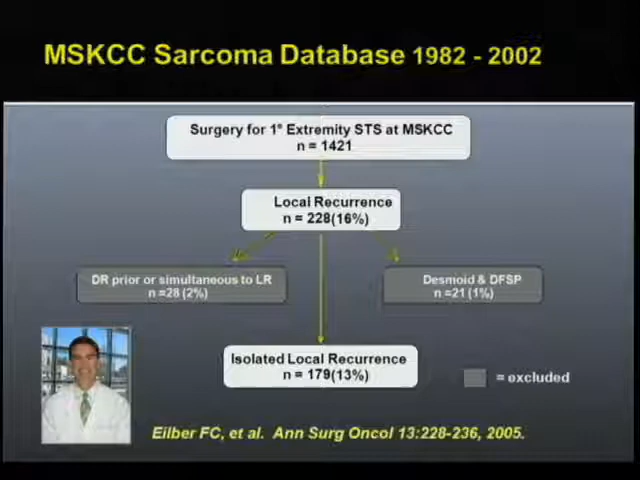 MSKCC Sarcoma Database 1982 - 2002
Surgery for 1° Extremity STS at MSKCC
n = 1421
Local Recurrence
n = 228(16%)
DR prior or simultaneous to LR
n =28 (2%)
Desmoid & DFSP
n =21 (1%)
Isolated Local Recurrence
n = 179(13%)
= excluded
Eilber FC, et al. Ann Surg Oncol 13:228-236, 2005.